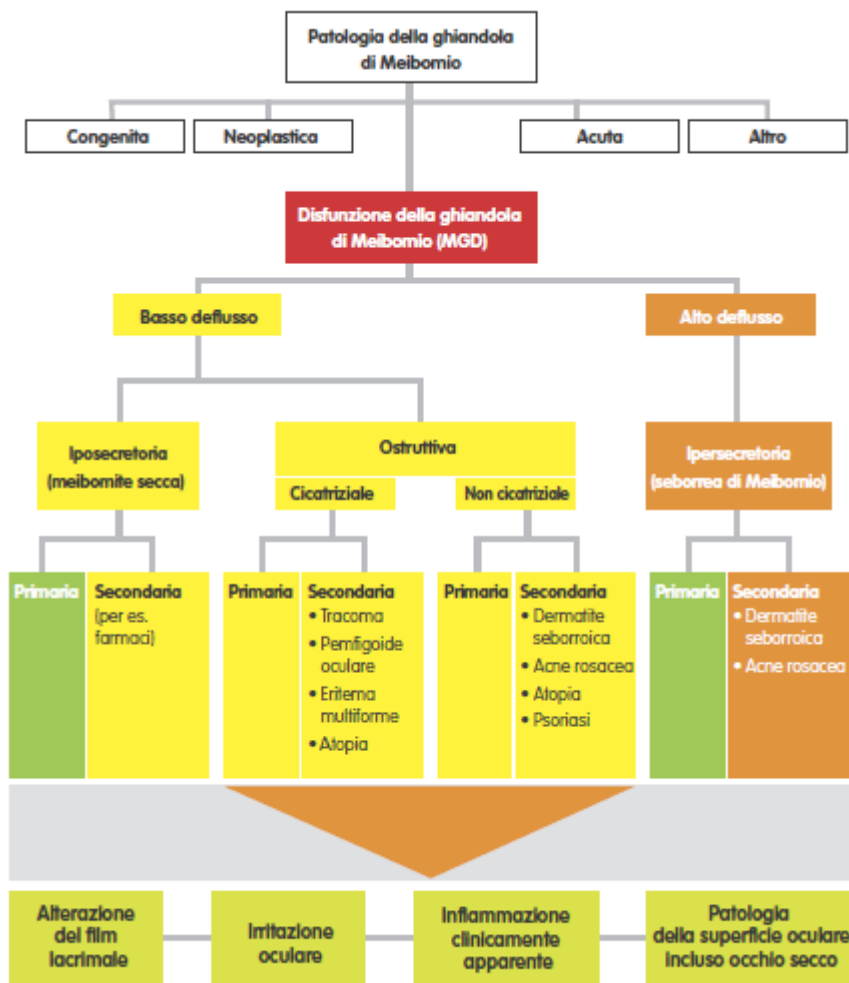 Patologia della ghiandola
di Meibomio
Congenita
Neoplastica
Acuta
Altro
Disfunzione della ghiandola
di Meibomio (MGD)
Basso deflusso
Alto deflusso
Iposecretoria
(meibomite secca)
Ostruttiva
Cicatriziale
Non cicatriziale
Ipersecretoria
(seborrea di Meibomio)
Primaria
Secondaria
(per es.
farmaci)
Primaria
Secondaria
• Tracoma
• Pemfigoide
oculare
• Eritema
multiforme
• Atopia
Primaria
Secondaria
• Dermatite
seborroica
• Acne rosacea
• Atopia
• Psoriasi
Primaria
Secondaria
• Dermatite
seborroica
• Acne rosacea
Alterazione
del film
lacrimale
Irritazione
oculare
Inflammazione
clinicamente
apparente
Patologia
della superficie oculare
incluso occhio secco